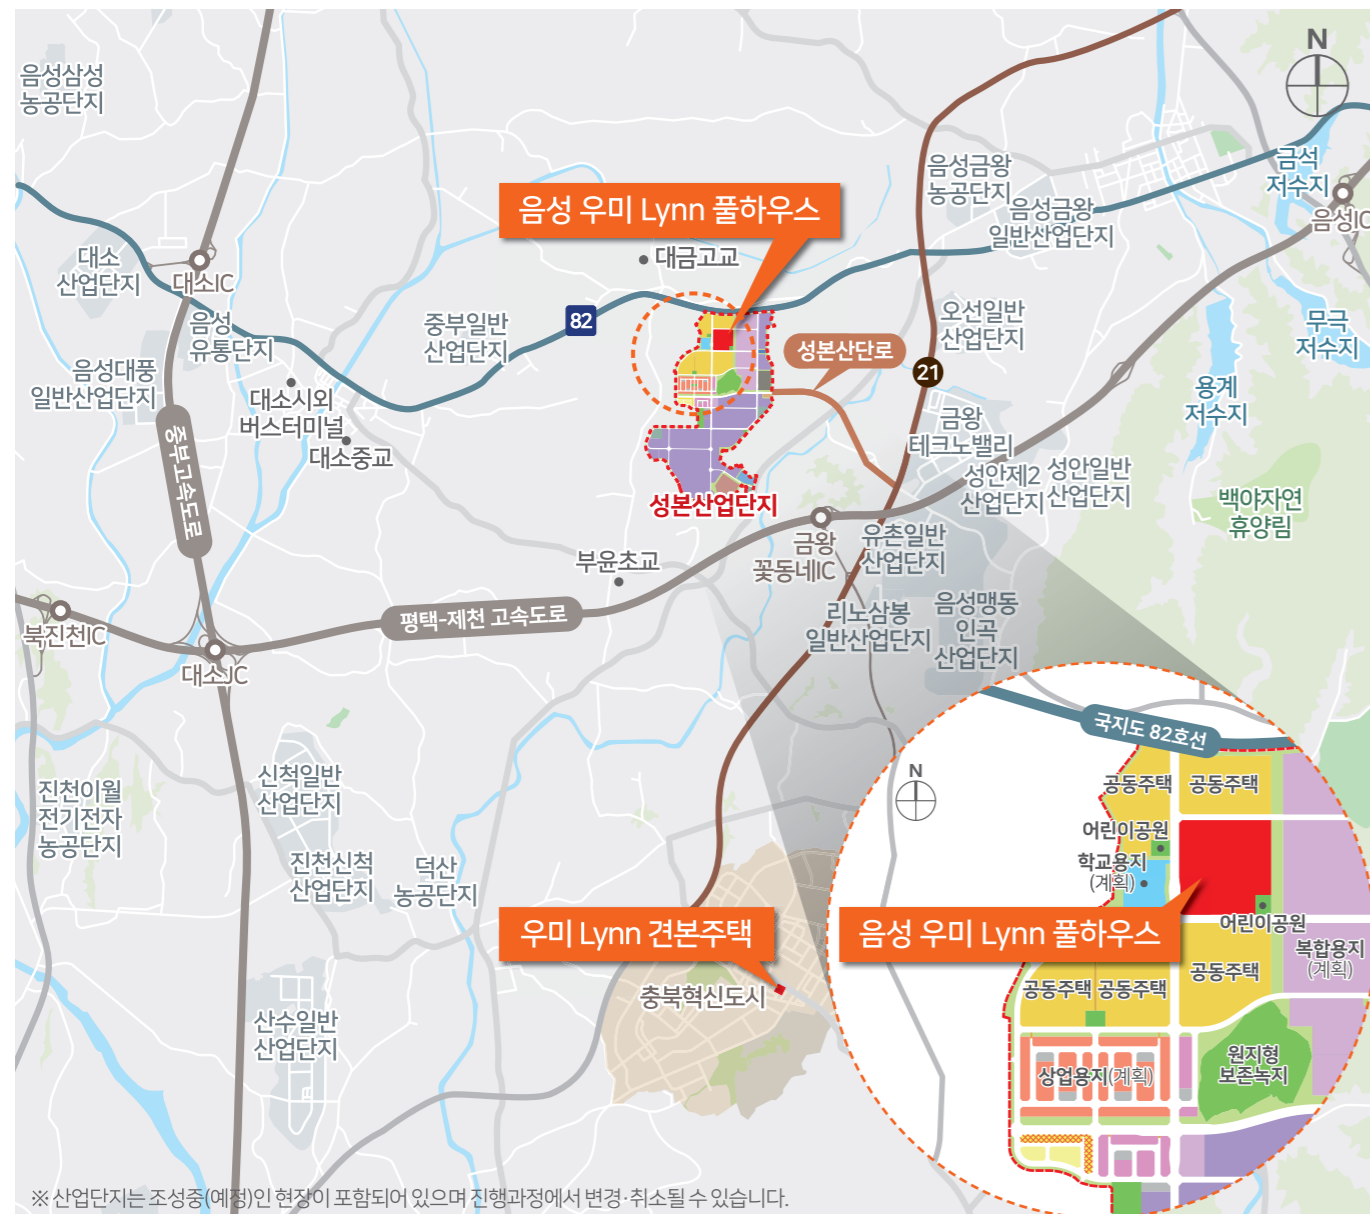 N
음성삼성
농공단지
음성금왕
농공단지
금석
저수지
음성 우미 Lynn 풀하우스
음성금왕
일반산업단지
음성IC
대소
산업단지
대소IC
대금고교
음성
유통단지
중부일반
산업단지
82
성본산단로
오선일반
산업단지
무극
저수지
21
음성대풍
일반산업단지
대소시외
버스터미널
대소중교
용계
저수지
금왕
테크노밸리
중부고속도로
성안제2
산업단지
성안일반
산업단지
성본산업단지
백야자연
휴양림
금왕
꽃동네IC
유촌일반
산업단지
부윤초교
평택-제천 고속도로
리노삼봉
일반산업단지
음성맹동
인곡
산업단지
북진천IC
대소JC
국지도 82호선
신척일반
산업단지
진천이월
전기전자
농공단지
N
공동주택
공동주택
어린이공원
학교용지
(계획)
진천신척
산업단지
덕산
농공단지
우미 Lynn 견본주택
음성 우미 Lynn 풀하우스
어린이공원
복합용지
(계획)
공동주택
공동주택
공동주택
충북혁신도시
산수일반
산업단지
원지형
보존녹지
상업용지(계획)
※ 산업단지는 조성중(예정)인 현장이 포함되어 있으며 진행과정에서 변경·취소될 수 있습니다.